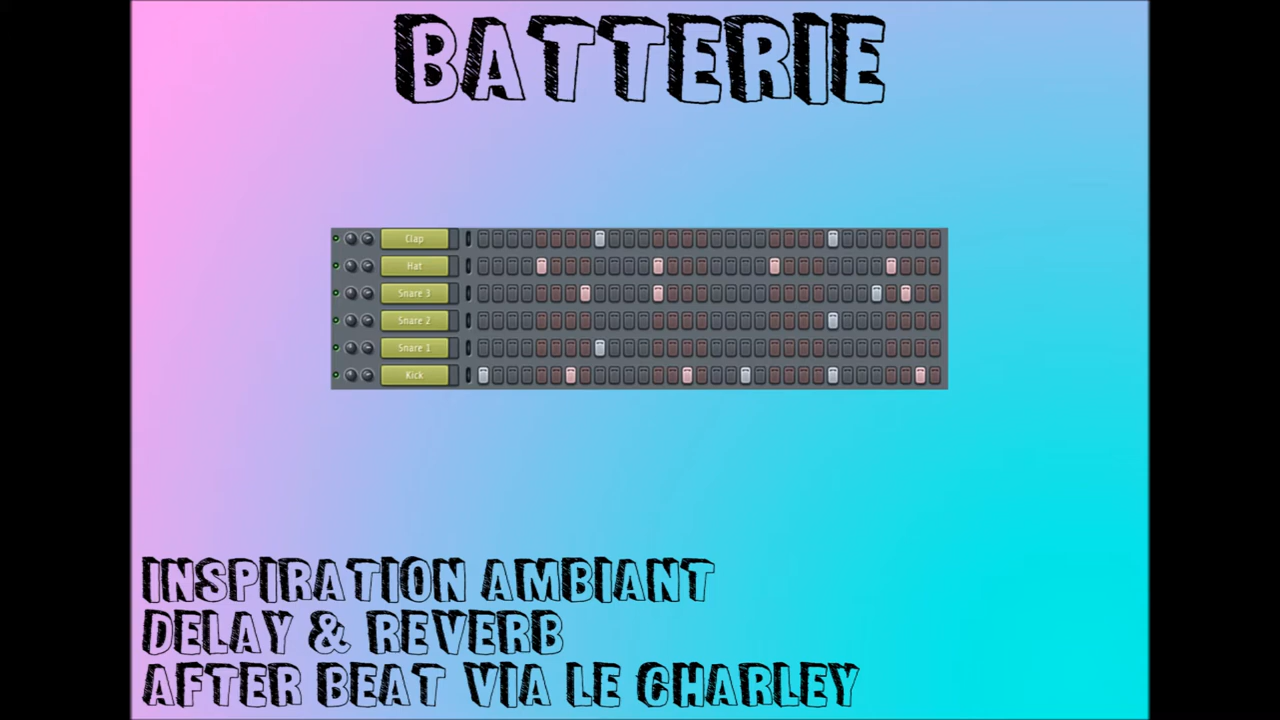 BATTERIE
Clap
Hat
Snare 3
Snare 2
Snare 1
Kick
INSPIRATION AMBIANT
DELAY & REVERB
AFTER BEAT VIA LE CHARLEY